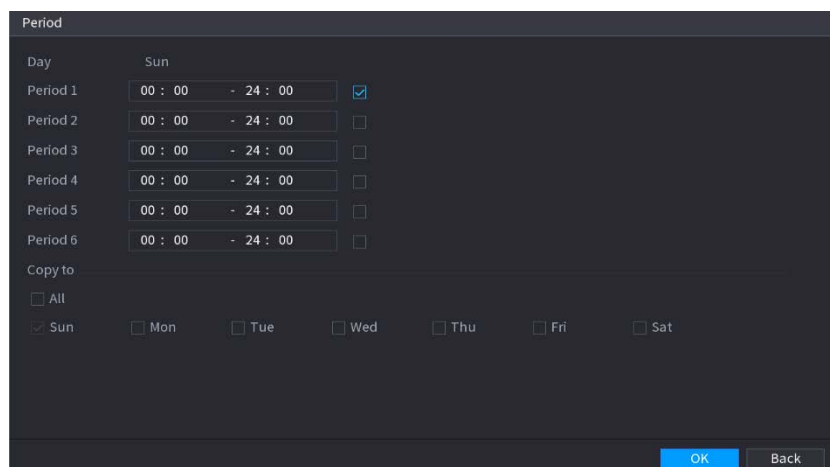 Period
Day Sun
Period 1 00 : 00 - 24 : 00
Period 2 00 : 00 - 24 : 00
Period 3 00 : 00 - 24 : 00
Period 4 00 : 00 - 24 : 00
Period 5 00 : 00 - 24 : 00
Period 6 00 : 00 - 24 : 00
Copy to
All
Sun Mon Tue Wed Thu Fri Sat
OK Back